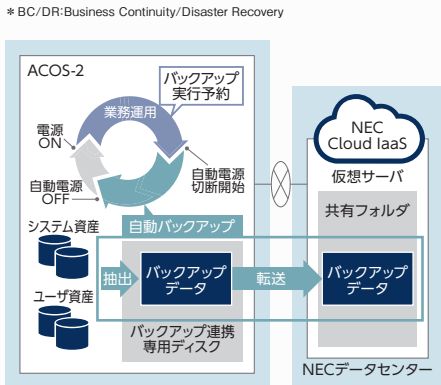 * BC/DR:Business Continuity/Disaster Recovery
ACOS-2
バックアップ
実行予約
業務運用
電源
ON
自動電源
OFF
自動電源
切断開始
自動バックアップ
システム資産
ユーザ資産
抽出
バックアップ
データ
転送
バックアップ連携
専用ディスク
NEC
Cloud IaaS
仮想サーバ
共有フォルダ
バックアップ
データ
NECデータセンター